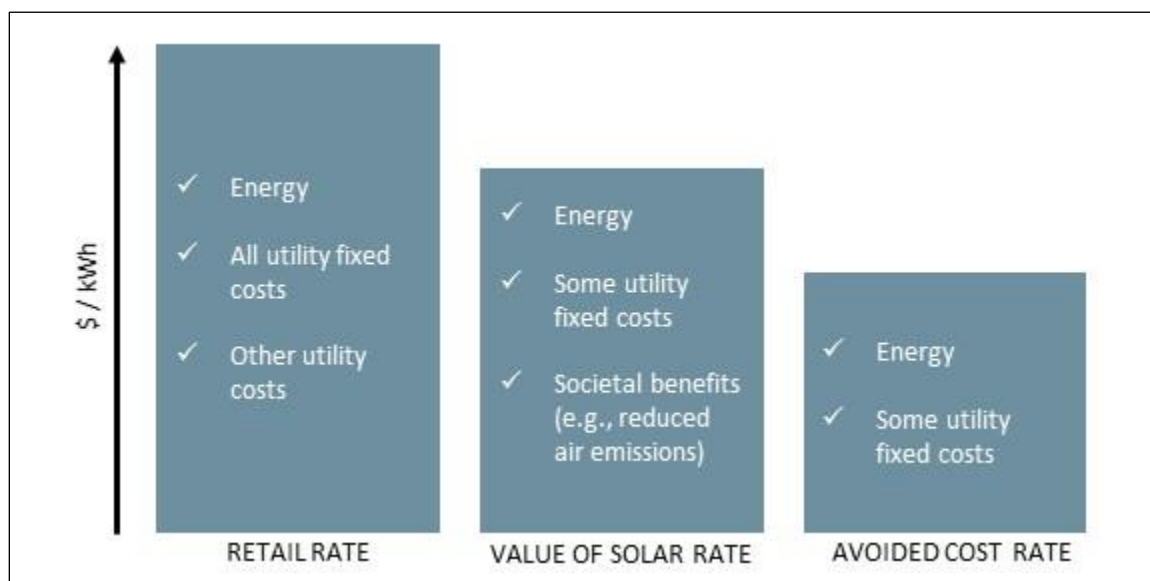 $ / kWh
✓ Energy
✓ All utility fixed
costs
✓ Other utility
costs
RETAIL RATE
✓ Energy
✓ Some utility
fixed costs
✓ Societal benefits
(e.g., reduced
air emissions)
VALUE OF SOLAR RATE
✓ Energy
✓ Some utility
fixed costs
AVOIDED COST RATE